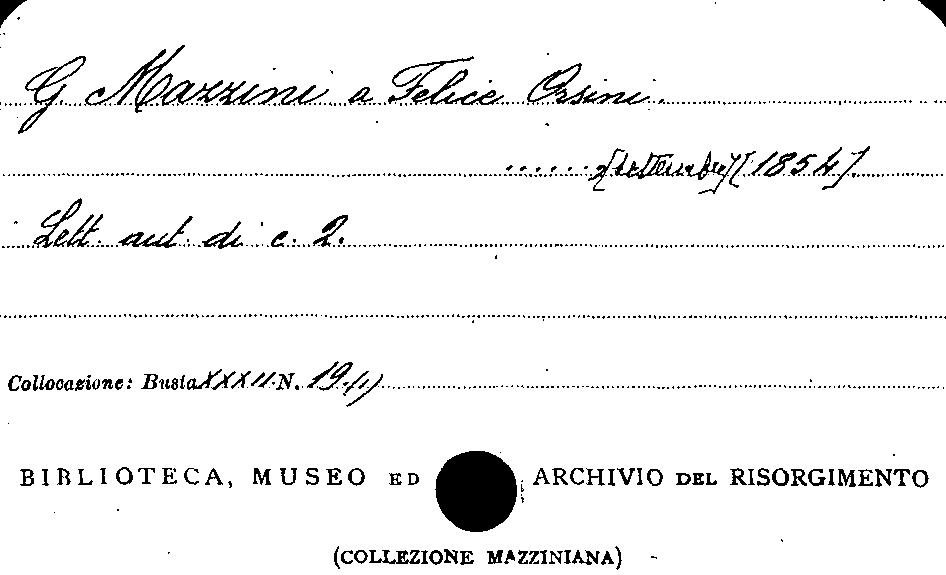 G. Mazzini a Felice Orsini.
......2 [settembre] [1854].
Lett. aut. di c. 2.
Collocazione: Busta XXXII N. 19
BIBLIOTECA, MUSEO ED ARCHIVIO DEL RISORGIMENTO
(COLLEZIONE MAZZINIANA)